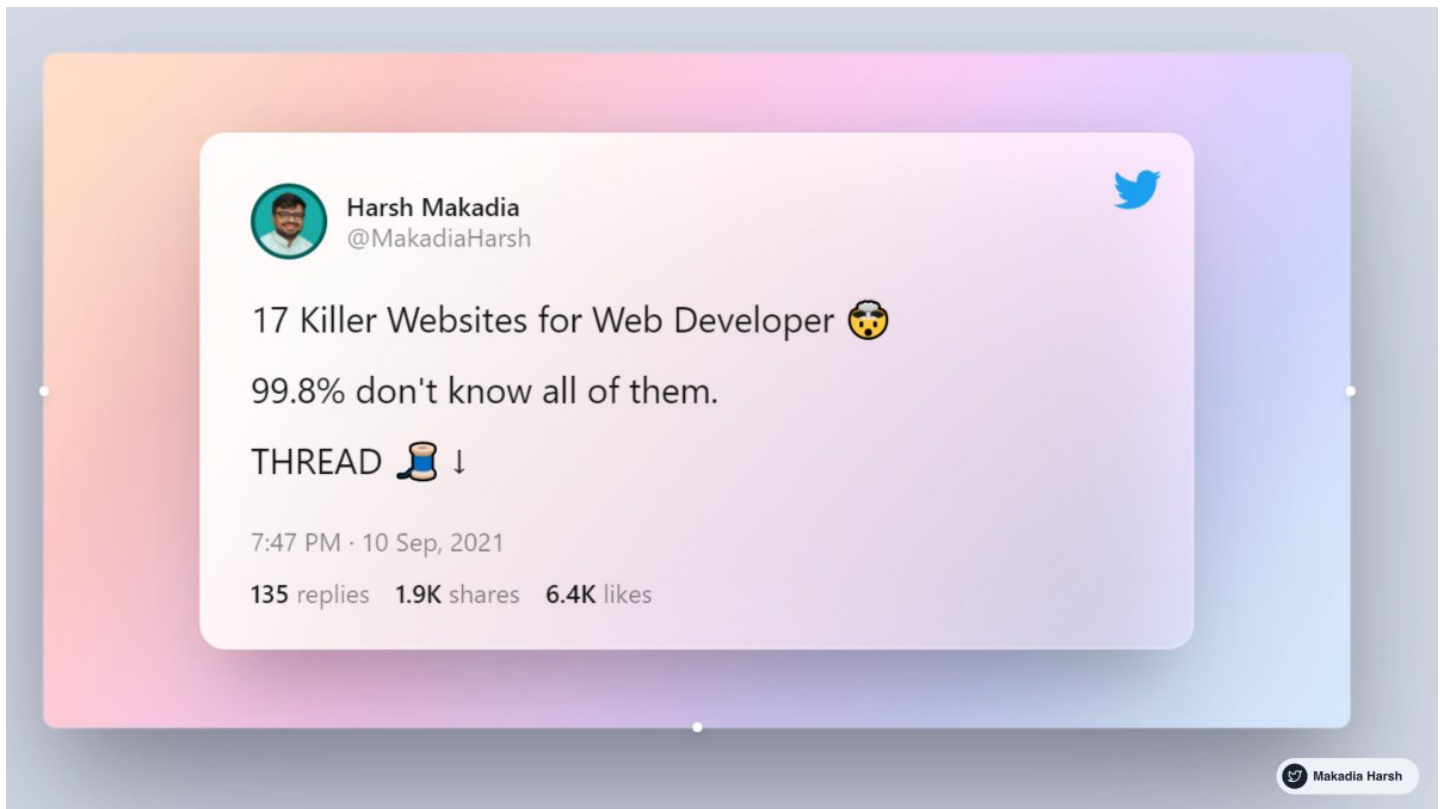 Harsh Makadia
@MakadiaHarsh
17 Killer Websites for Web Developer 🤯
99.8% don't know all of them.
THREAD 🧵 ↓
7:47 PM · 10 Sep, 2021
135 replies 1.9K shares 6.4K likes
Makadia Harsh